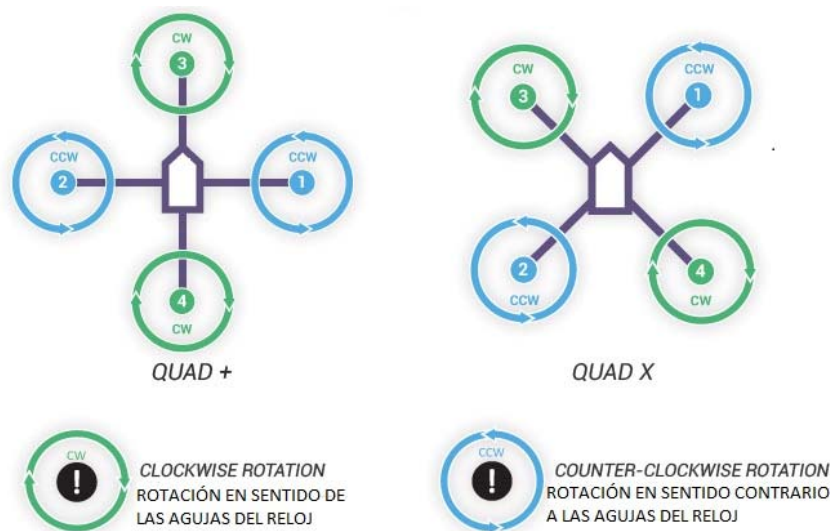 CW
3
CCW
2
CCW
1
4
CW
QUAD +
CW
3
CCW
1
2
CCW
4
CW
QUAD X
CW
!
CLOCKWISE ROTATION
ROTACIÓN EN SENTIDO DE
LAS AGUJAS DEL RELOJ
CCW
!
COUNTER-CLOCKWISE ROTATION
ROTACIÓN EN SENTIDO CONTRARIO
A LAS AGUJAS DEL RELOJ